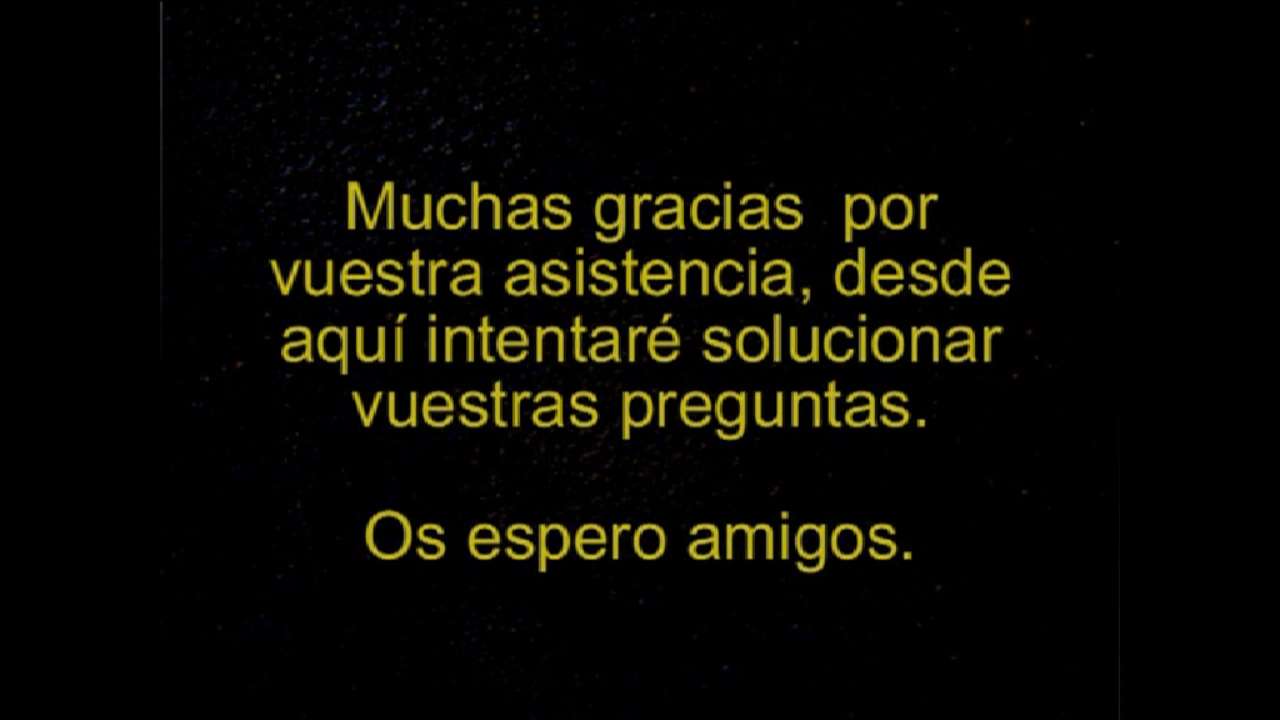 Muchas gracias  por
vuestra asistencia, desde
aquí intentaré solucionar
vuestras preguntas.
Os espero amigos.